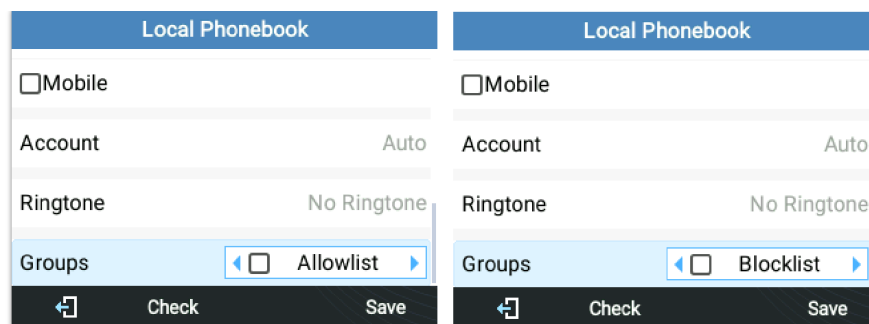 Local Phonebook
Mobile
Account Auto
Ringtone No Ringtone
Groups Allowlist
Check Save
Local Phonebook
Mobile
Account Auto
Ringtone No Ringtone
Groups Blocklist
Check Save